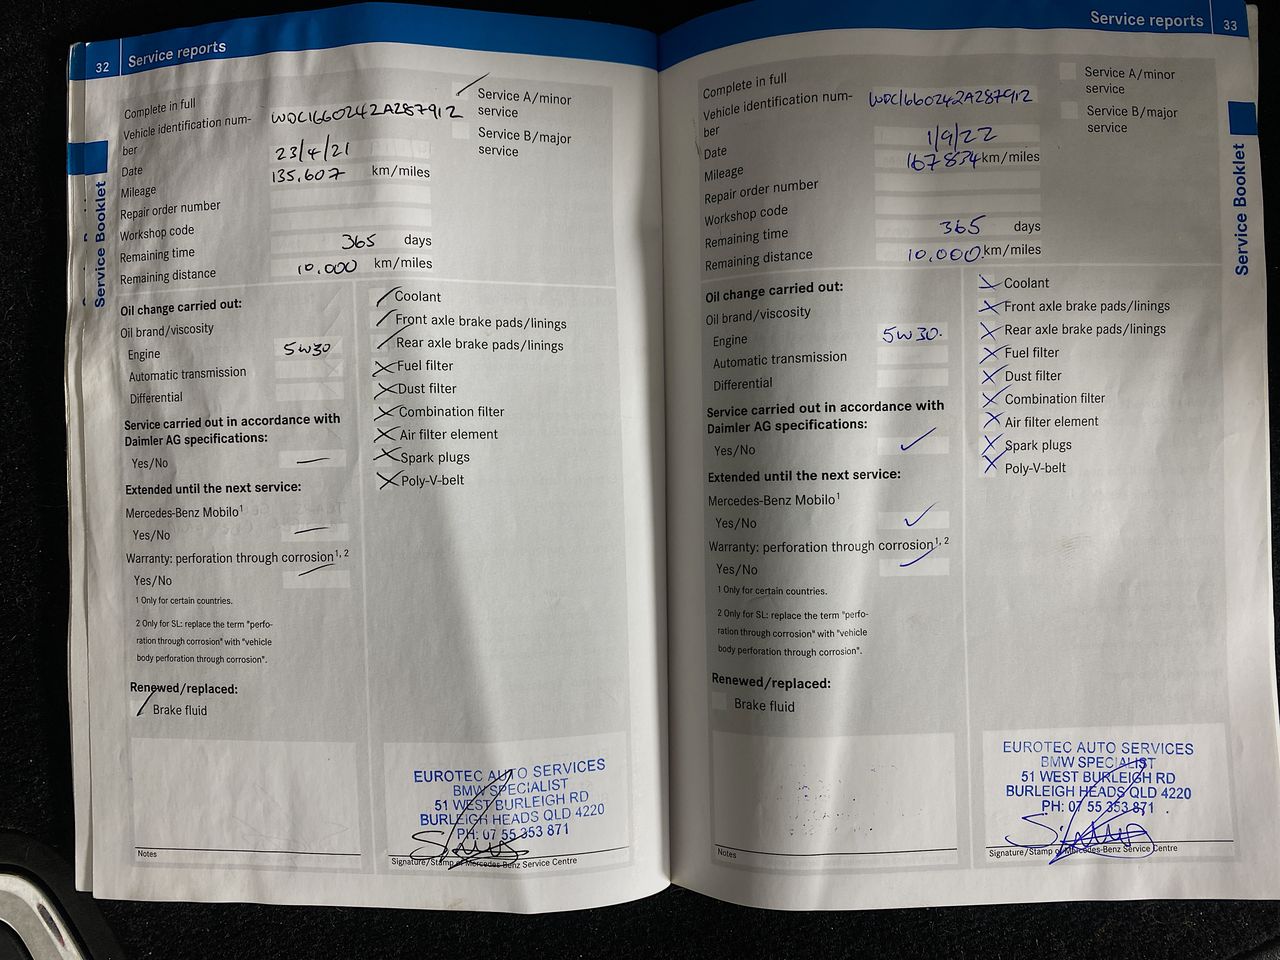 32 Service reports
Complete in full
Vehicle identification num-
ber WDC1660242A287912
Date 23/4/21
Mileage 135.607 km/miles
Repair order number
Workshop code
Remaining time 365 days
Remaining distance 10.000 km/miles
Service A/minor
service
Service B/major
service
Service Booklet
Oil change carried out:
Oil brand/viscosity
Engine 5W30
Automatic transmission
Differential
Service carried out in accordance with
Daimler AG specifications:
Yes/No
Extended until the next service:
Mercedes-Benz Mobilo1
Yes/No
Warranty: perforation through corrosion1, 2
Yes/No
1 Only for certain countries.
2 Only for SL: replace the term "perfo-
ration through corrosion" with "vehicle
body perforation through corrosion".
Renewed/replaced:
Brake fluid
Notes
Coolant
Front axle brake pads/linings
Rear axle brake pads/linings
Fuel filter
Dust filter
Combination filter
Air filter element
Spark plugs
Poly-V-belt
EUROTEC AUTO SERVICES
BMW SPECIALIST
51 WEST BURLEIGH RD
BURLEIGH HEADS QLD 4220
PH: 07 55 353 871
Signature/Stamp of Mercedes-Benz Service Centre
Service reports 33
Complete in full
Vehicle identification num-
ber WDC1660242A287912
Date 1/9/22
Mileage 167834 km/miles
Repair order number
Workshop code
Remaining time 365 days
Remaining distance 10.000 km/miles
Service A/minor
service
Service B/major
service
Service Booklet
Oil change carried out:
Oil brand/viscosity
Engine 5W30.
Automatic transmission
Differential
Service carried out in accordance with
Daimler AG specifications:
Yes/No
Extended until the next service:
Mercedes-Benz Mobilo1
Yes/No
Warranty: perforation through corrosion1, 2
Yes/No
1 Only for certain countries.
2 Only for SL: replace the term "perfo-
ration through corrosion" with "vehicle
body perforation through corrosion".
Renewed/replaced:
Brake fluid
Notes
Coolant
Front axle brake pads/linings
Rear axle brake pads/linings
Fuel filter
Dust filter
Combination filter
Air filter element
Spark plugs
Poly-V-belt
EUROTEC AUTO SERVICES
BMW SPECIALIST
51 WEST BURLEIGH RD
BURLEIGH HEADS QLD 4220
PH: 07 55 353 871
Signature/Stamp of Mercedes-Benz Service Centre